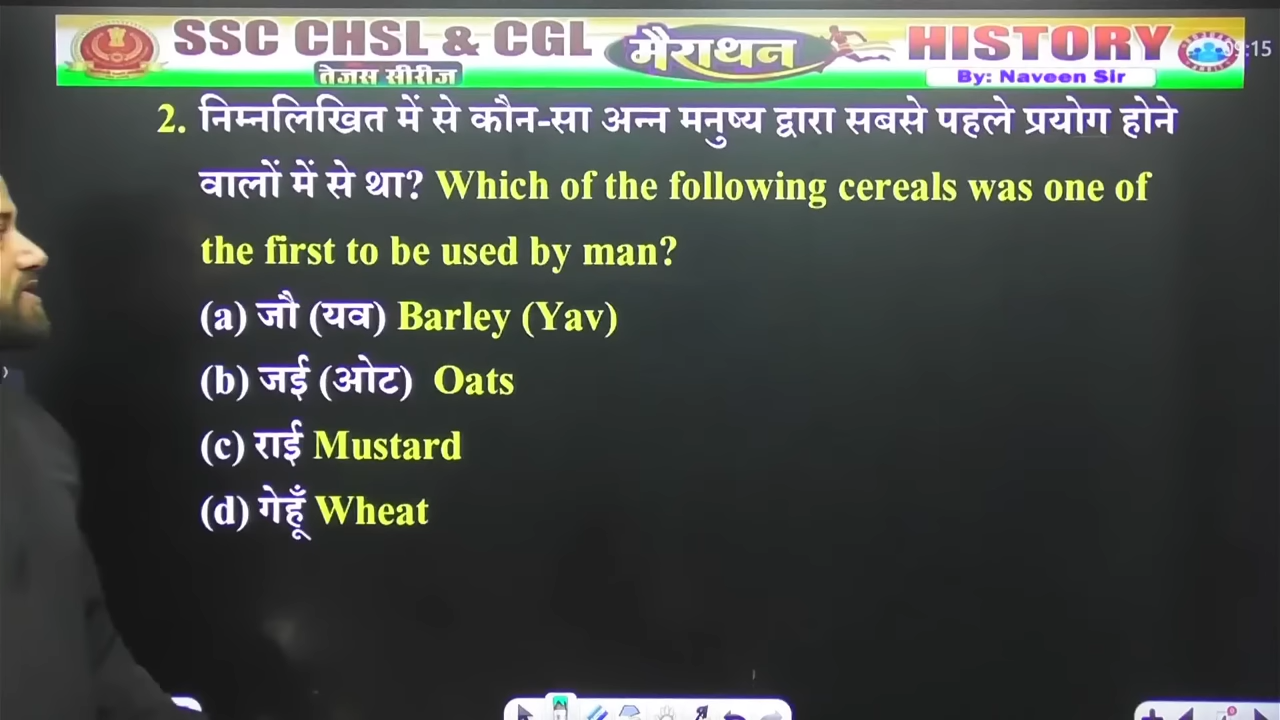 SSC CHSL & CGL मैराथन HISTORY
तेजस सीरीज By: Naveen Sir
09:15
2. निम्नलिखित में से कौन-सा अन्न मनुष्य द्वारा सबसे पहले प्रयोग होने
वालों में से था? Which of the following cereals was one of
the first to be used by man?
(a) जौ (यव) Barley (Yav)
(b) जई (ओट) Oats
(c) राई Mustard
(d) गेहूँ Wheat